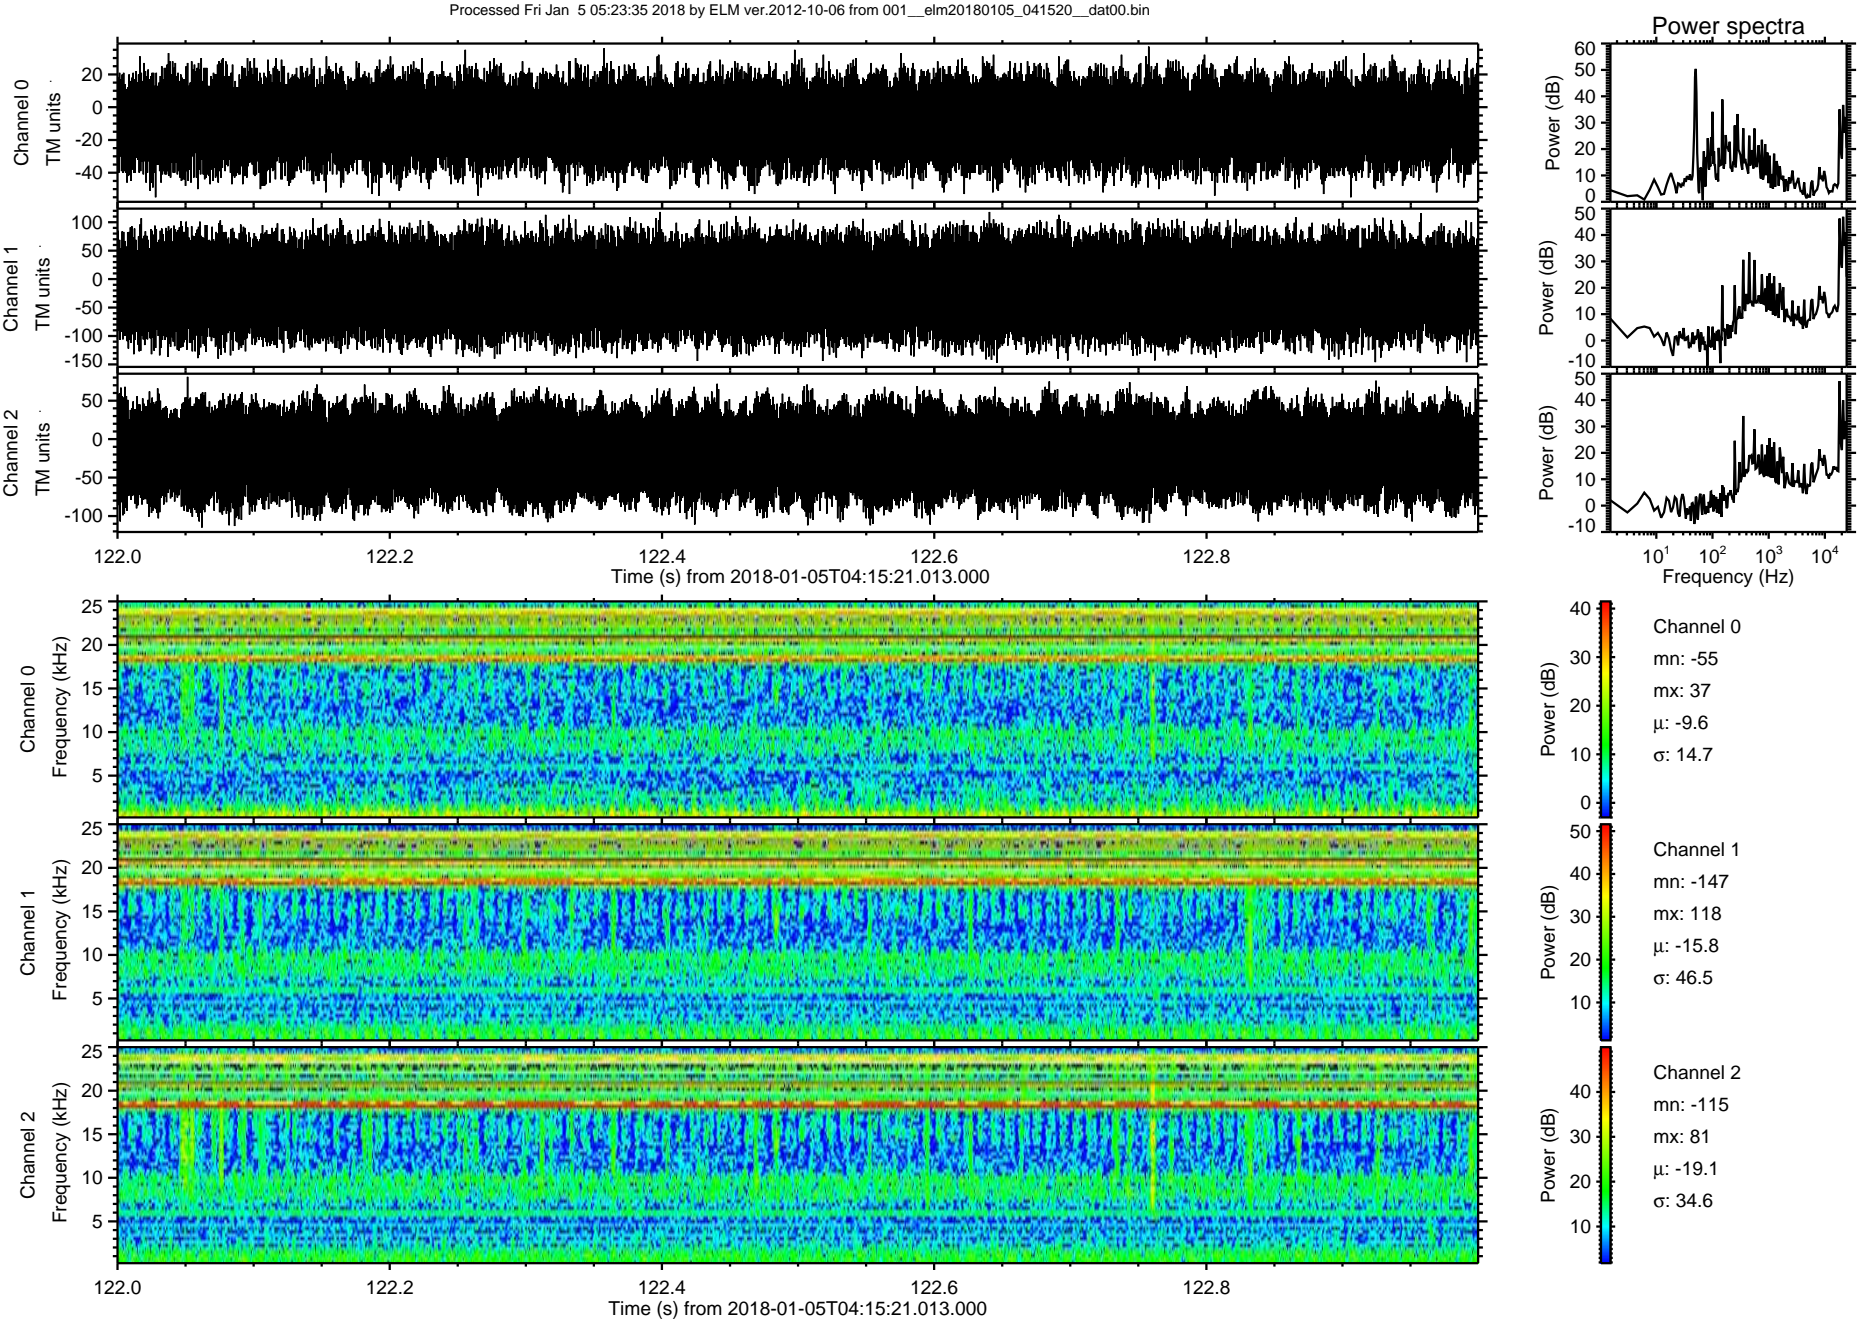 Processed Fri Jan  5 05:23:35 2018 by ELM ver.2012-10-06 from 001__elm20180105_041520__dat00.bin
Power spectra
Channel 0
TM units
20
0
-20
-40
Power (dB)
60
50
40
30
20
10
0
Channel 1
TM units
100
50
0
-50
-100
-150
Power (dB)
50
40
30
20
10
0
-10
Channel 2
TM units
50
0
-50
-100
Power (dB)
50
40
30
20
10
0
-10
122.0 122.2 122.4 122.6 122.8
Time (s) from 2018-01-05T04:15:21.013.000
10¹ 10² 10³ 10⁴
Frequency (Hz)
Channel 0
Frequency (kHz)
25
20
15
10
5
Power (dB)
40
30
20
10
0
Channel 0
mn: -55
mx: 37
μ: -9.6
σ: 14.7
Channel 1
Frequency (kHz)
25
20
15
10
5
Power (dB)
50
40
30
20
10
Channel 1
mn: -147
mx: 118
μ: -15.8
σ: 46.5
Channel 2
Frequency (kHz)
25
20
15
10
5
Power (dB)
40
30
20
10
Channel 2
mn: -115
mx: 81
μ: -19.1
σ: 34.6
122.0 122.2 122.4 122.6 122.8
Time (s) from 2018-01-05T04:15:21.013.000